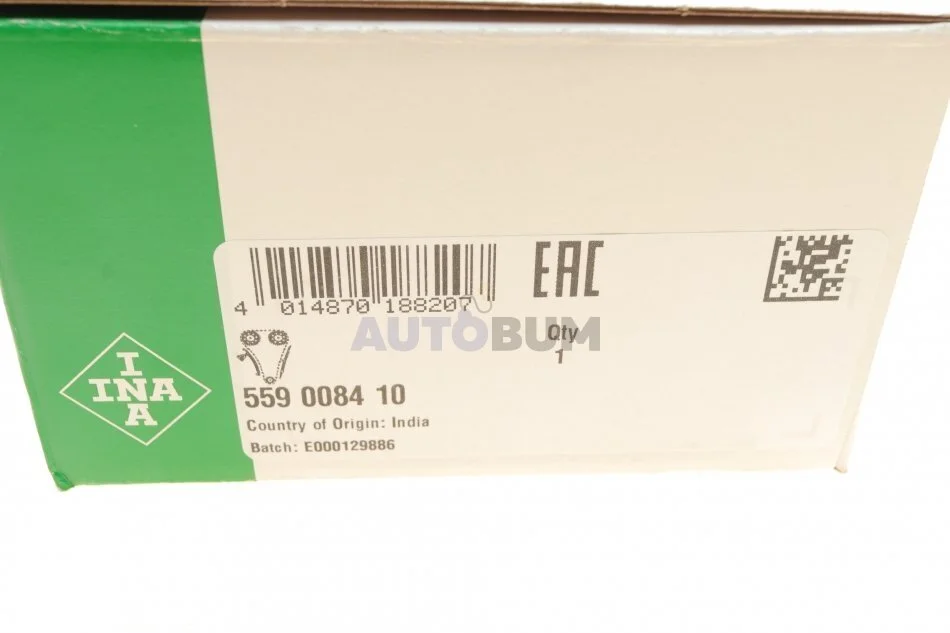 4 014870 188207
EAC
AUTOBUM
Qty
1
I
INA
A
559 0084 10
Country of Origin: India
Batch: E000129886